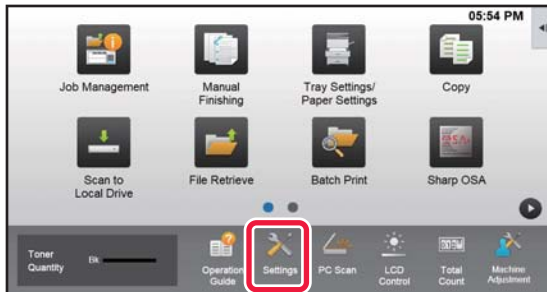 05:54 PM
Job Management
Manual
Finishing
Tray Settings/
Paper Settings
Copy
Scan to
Local Drive
File Retrieve
Batch Print
Sharp OSA
Toner
Quantity
Bk
Operation
Guide
Settings
PC Scan
LCD
Control
Total
Count
Machine
Adjustment